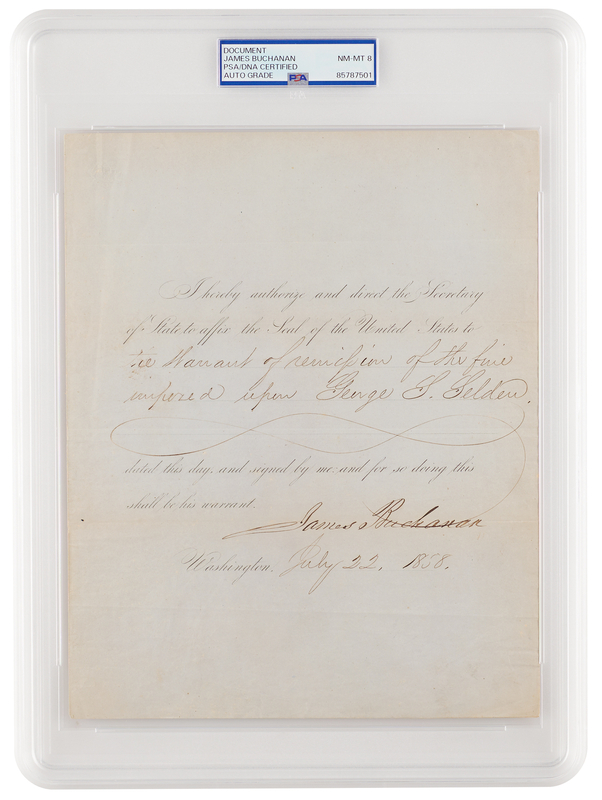 DOCUMENT
JAMES BUCHANAN NM-MT 8
PSA/DNA CERTIFIED
AUTO GRADE PSA 85787501
I hereby authorize and direct the Secretary
of State to affix the Seal of the United States to
the Warrant of remission of the fine
imposed upon George S. Gelden.
dated this day, and signed by me, and for so doing this
shall be his warrant.
James Buchanan
Washington, July 22, 1858.